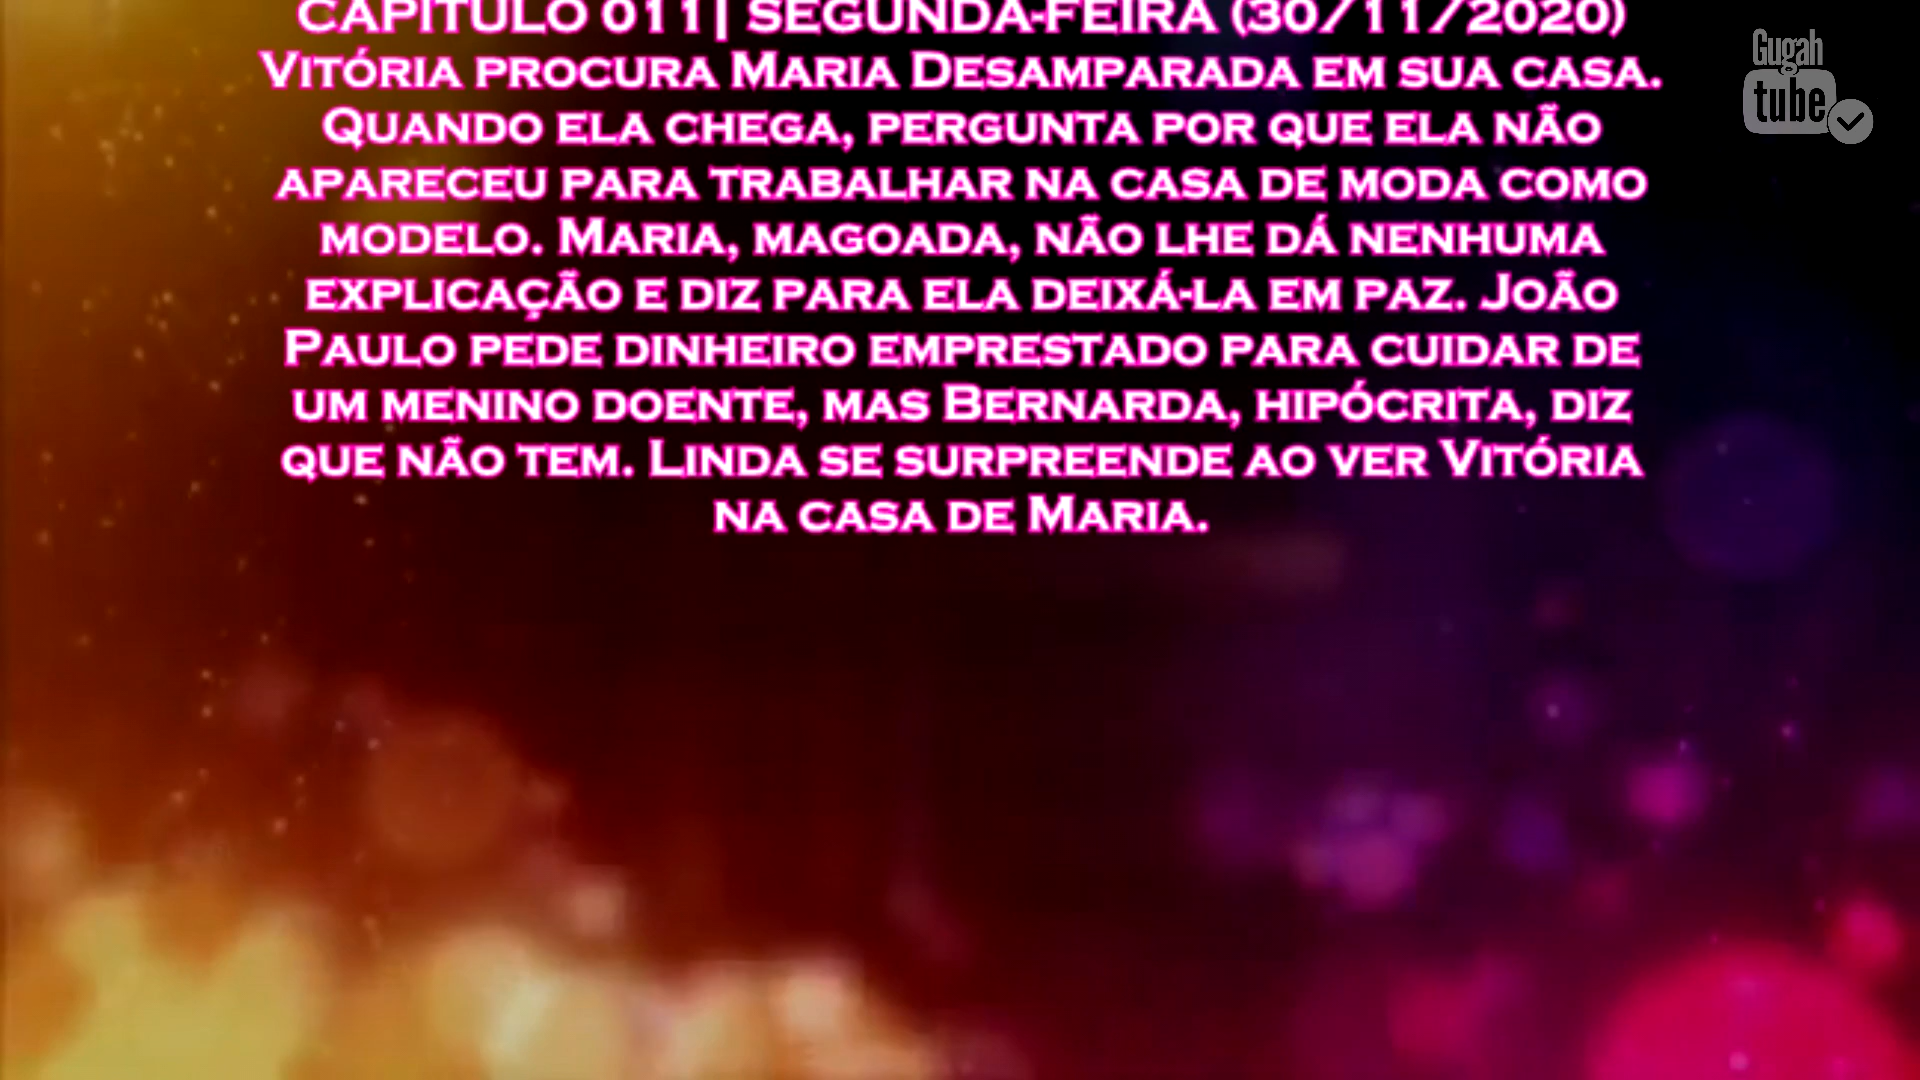 CAPÍTULO 011| SEGUNDA-FEIRA (30/11/2020)
VITÓRIA PROCURA MARIA DESAMPARADA EM SUA CASA.
QUANDO ELA CHEGA, PERGUNTA POR QUE ELA NÃO
APARECEU PARA TRABALHAR NA CASA DE MODA COMO
MODELO. MARIA, MAGOADA, NÃO LHE DÁ NENHUMA
EXPLICAÇÃO E DIZ PARA ELA DEIXÁ-LA EM PAZ. JOÃO
PAULO PEDE DINHEIRO EMPRESTADO PARA CUIDAR DE
UM MENINO DOENTE, MAS BERNARDA, HIPÓCRITA, DIZ
QUE NÃO TEM. LINDA SE SURPREENDE AO VER VITÓRIA
NA CASA DE MARIA.
Gugah
tube